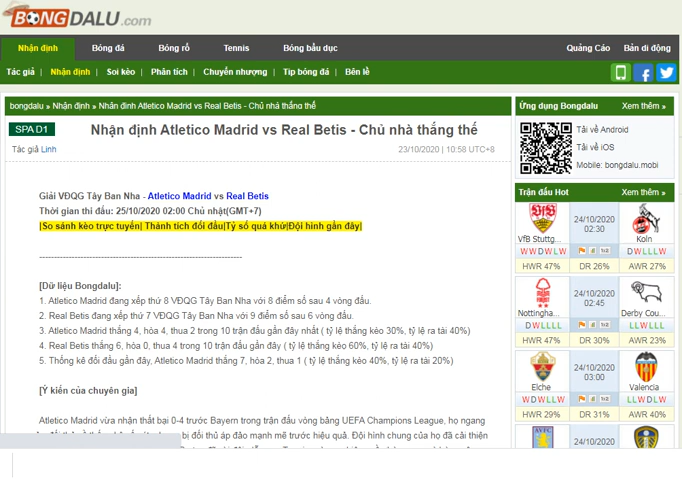 BONGDALU.com
Nhận định Bóng đá Bóng rổ Tennis Bóng bầu dục Quảng Cáo Bản di động
Tác giả | Nhận định | Soi kèo | Phân tích | Chuyển nhượng | Tip bóng đá | Bên lề
bongdalu » Nhận định » Nhận định Atletico Madrid vs Real Betis - Chủ nhà thắng thế
SPA D1
Nhận định Atletico Madrid vs Real Betis - Chủ nhà thắng thế
Tác giả Linh
23/10/2020 | 10:58 UTC+8
Giải VĐQG Tây Ban Nha - Atletico Madrid vs Real Betis
Thời gian thi đấu: 25/10/2020 02:00 Chủ nhật(GMT+7)
|So sánh kèo trực tuyến| Thành tích đối đầu|Tỷ số quá khứ|Đội hình gần đây|
------------------------------------------------------------------
[Dữ liệu Bongdalu]:
1. Atletico Madrid đang xếp thứ 8 VĐQG Tây Ban Nha với 8 điểm số sau 4 vòng đấu.
2. Real Betis đang xếp thứ 7 VĐQG Tây Ban Nha với 9 điểm số sau 6 vòng đấu.
3. Atletico Madrid thắng 4, hòa 4, thua 2 trong 10 trận đấu gần đây nhất ( tỷ lệ thắng kèo 30%, tỷ lệ ra tài 40%)
4. Real Betis thắng 6, hòa 0, thua 4 trong 10 trận đấu gần đây ( tỷ lệ thắng kèo 60%, tỷ lệ ra tài 40%)
5. Thống kê đối đầu gần đây, Atletico Madrid thắng 7, hòa 2, thua 1 ( tỷ lệ thắng kèo 40%, tỷ lệ ra tài 20%)
[Ý kiến của chuyên gia]
Atletico Madrid vừa nhận thất bại 0-4 trước Bayern trong trận đấu vòng bảng UEFA Champions League, họ ngang
bị đối thủ áp đảo mạnh mẽ trước hiệu quả. Đội hình chung của họ đã cải thiện
Ứng dụng Bongdalu Xem thêm »
Tải về Android
Tải về iOS
Mobile: bongdalu.mobi
Trận đấu Hot Xem thêm »
VfB Stuttg... 24/10/2020 02:30 Koln
W W D W L W D W L L L W
HWR 47% DR 26% AWR 27%
Nottingha... 24/10/2020 02:45 Derby Cou...
D W L L L L L W L L L L
HWR 47% DR 30% AWR 23%
Elche 24/10/2020 03:00 Valencia
W D W L L W L L W D L W
HWR 29% DR 31% AWR 40%
AVFC 24/10/2020